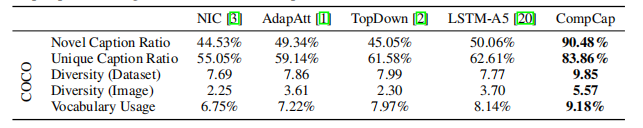 NIC [3] AdapAtt [1] TopDown [2] LSTM-A5 [20] CompCap
COCO
Novel Caption Ratio 44.53% 49.34% 45.05% 50.06% 90.48%
Unique Caption Ratio 55.05% 59.14% 61.58% 62.61% 83.86%
Diversity (Dataset) 7.69 7.86 7.99 7.77 9.85
Diversity (Image) 2.25 3.61 2.30 3.70 5.57
Vocabulary Usage 6.75% 7.22% 7.97% 8.14% 9.18%